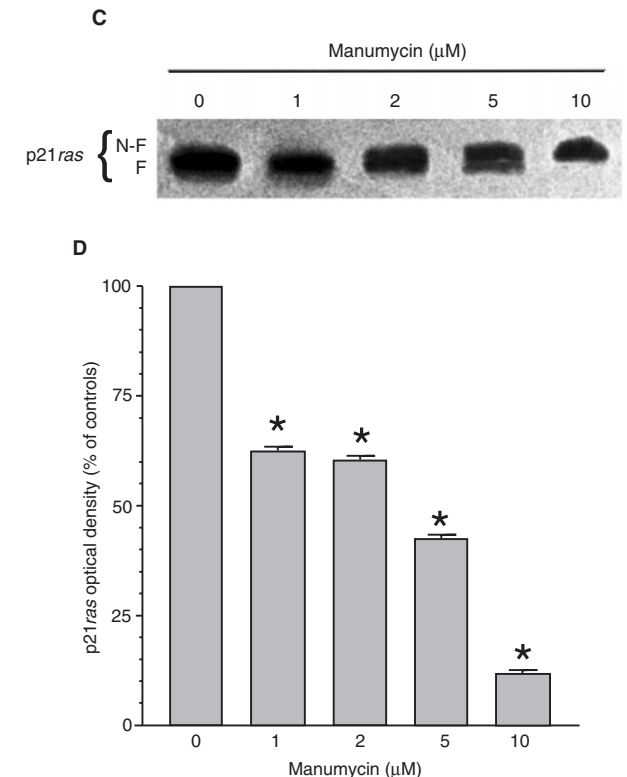 C
Manumycin (μM)
0 1 2 5 10
p21ras { N-F
F
D
p21ras optical density (% of controls)
100
75
50
25
0
* * * *
0 1 2 5 10
Manumycin (μM)